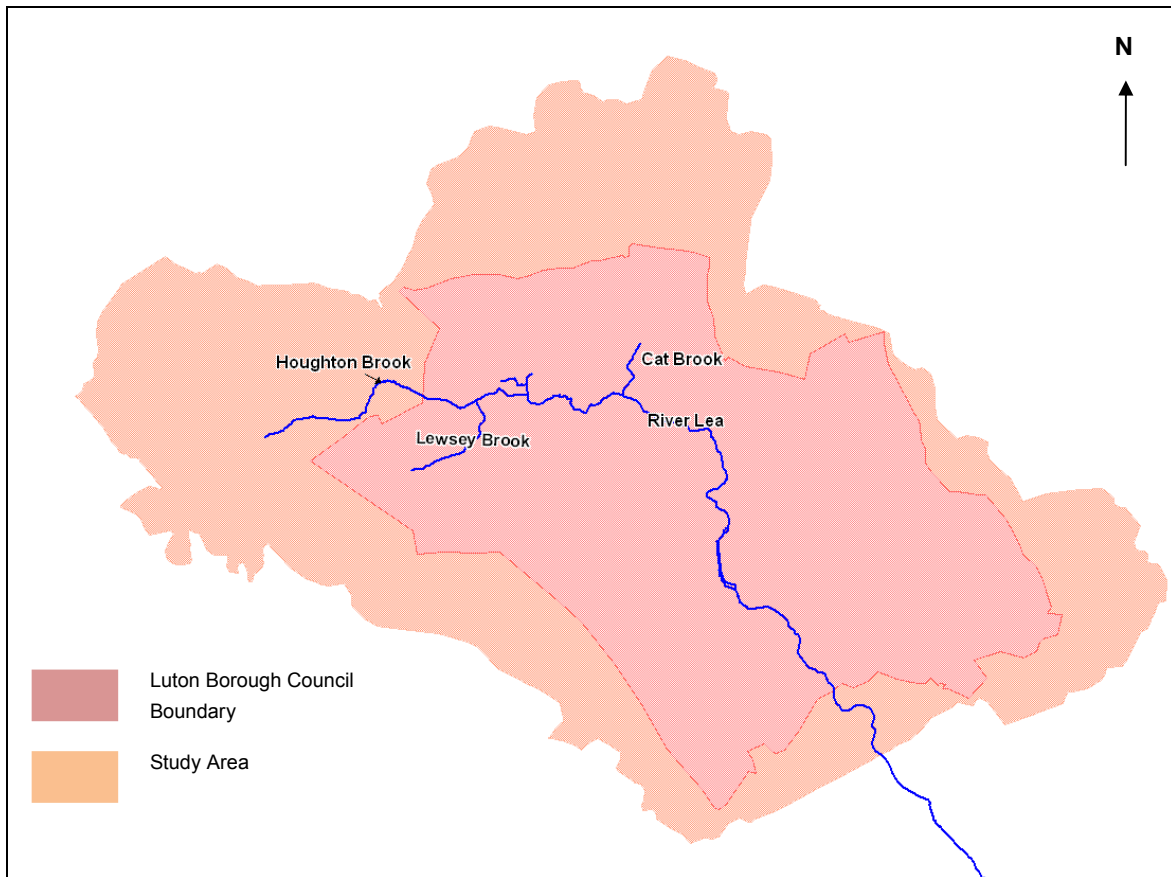 N
Houghton Brook
Cat Brook
River Lea
Lewsey Brook
Luton Borough Council
Boundary
Study Area